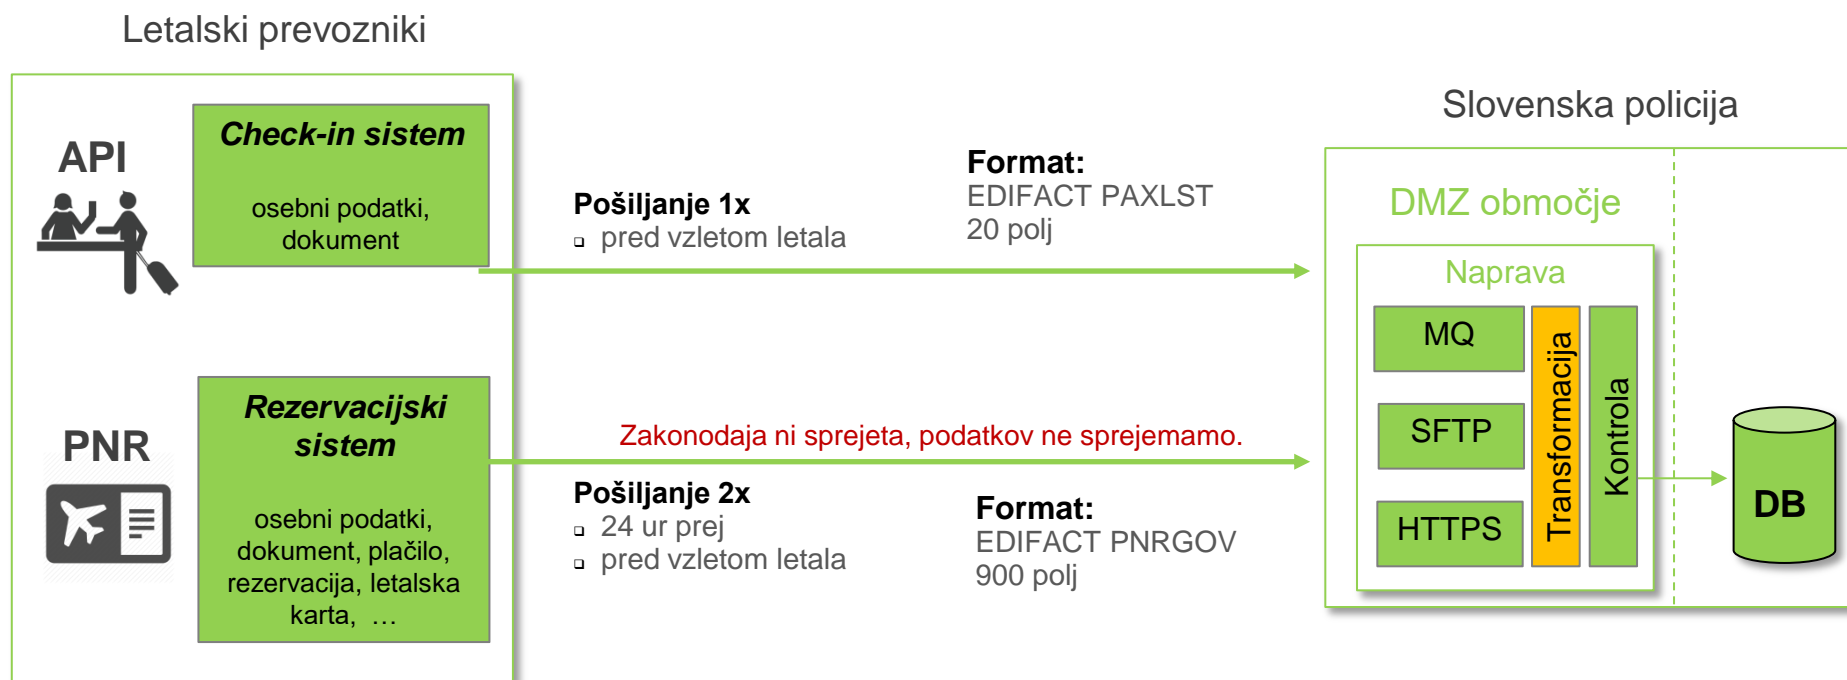 Letalski prevozniki
API
Check-in sistem
osebni podatki,
dokument
Pošiljanje 1x
pred vzletom letala
Format:
EDIFACT PAXLST
20 polj
PNR
Rezervacijski
sistem
osebni podatki,
dokument, plačilo,
rezervacija, letalska
karta, …
Zakonodaja ni sprejeta, podatkov ne sprejemamo.
Pošiljanje 2x
24 ur prej
pred vzletom letala
Format:
EDIFACT PNRGOV
900 polj
Slovenska policija
DMZ območje
Naprava
MQ
SFTP
HTTPS
Transformacija
Kontrola
DB